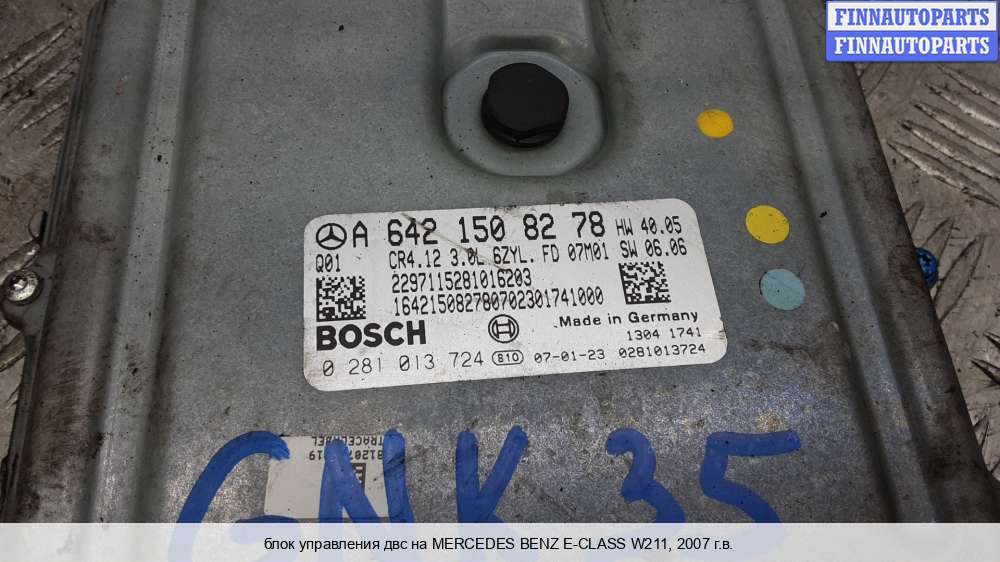 FINNAUTOPARTS
FINNAUTOPARTS
A 642 150 82 78 HW 40.05
Q01 CR4.12 3.0L 6ZYL. FD 07M01 SW 06.06
2297115281016203
164215082780702301741000
BOSCH Made in Germany
1304 1741
0 281 013 724 810 07-01-23 0281013724
TRACELABEL
GNK 35
блок управления двс на MERCEDES BENZ E-CLASS W211, 2007 г.в.